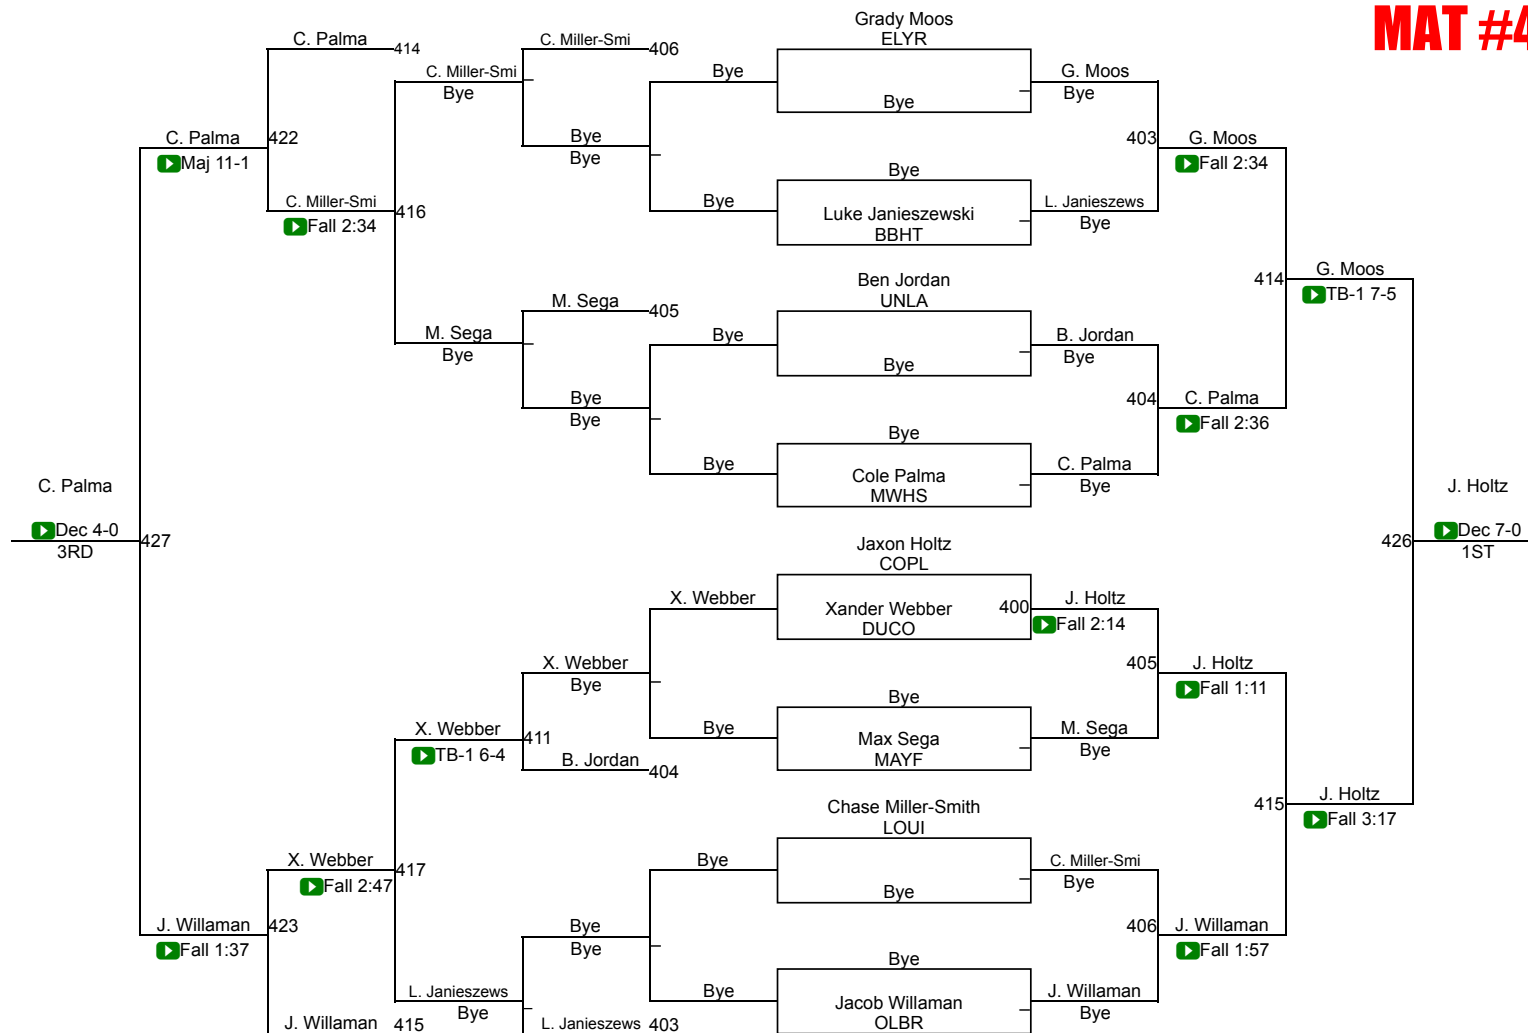 MAT #4
Grady Moos
ELYR
C. Palma
414
C. Miller-Smi
406
C. Miller-Smi
Bye
Bye
Bye
G. Moos
Bye
C. Palma
422
Maj 11-1
Bye
Bye
403
G. Moos
Fall 2:34
Bye
C. Miller-Smi
416
Fall 2:34
Bye
Luke Janieszewski
BBHT
L. Janieszews
Bye
Ben Jordan
UNLA
414
G. Moos
TB-1 7-5
M. Sega
405
M. Sega
Bye
Bye
Bye
B. Jordan
Bye
Bye
Bye
404
C. Palma
Fall 2:36
Bye
Bye
Cole Palma
MWHS
C. Palma
Bye
C. Palma
Dec 4-0
3RD
427
J. Holtz
Dec 7-0
1ST
426
Jaxon Holtz
COPL
X. Webber
Xander Webber
DUCO
400
J. Holtz
Fall 2:14
X. Webber
Bye
405
J. Holtz
Fall 1:11
Bye
X. Webber
411
TB-1 6-4
Bye
Max Sega
MAYF
M. Sega
Bye
B. Jordan
404
Chase Miller-Smith
LOUI
415
J. Holtz
Fall 3:17
X. Webber
417
Fall 2:47
Bye
Bye
C. Miller-Smi
Bye
J. Willaman
423
Fall 1:37
Bye
Bye
406
J. Willaman
Fall 1:57
Bye
L. Janieszews
Bye
Bye
Jacob Willaman
OLBR
J. Willaman
Bye
J. Willaman
415
L. Janieszews
403